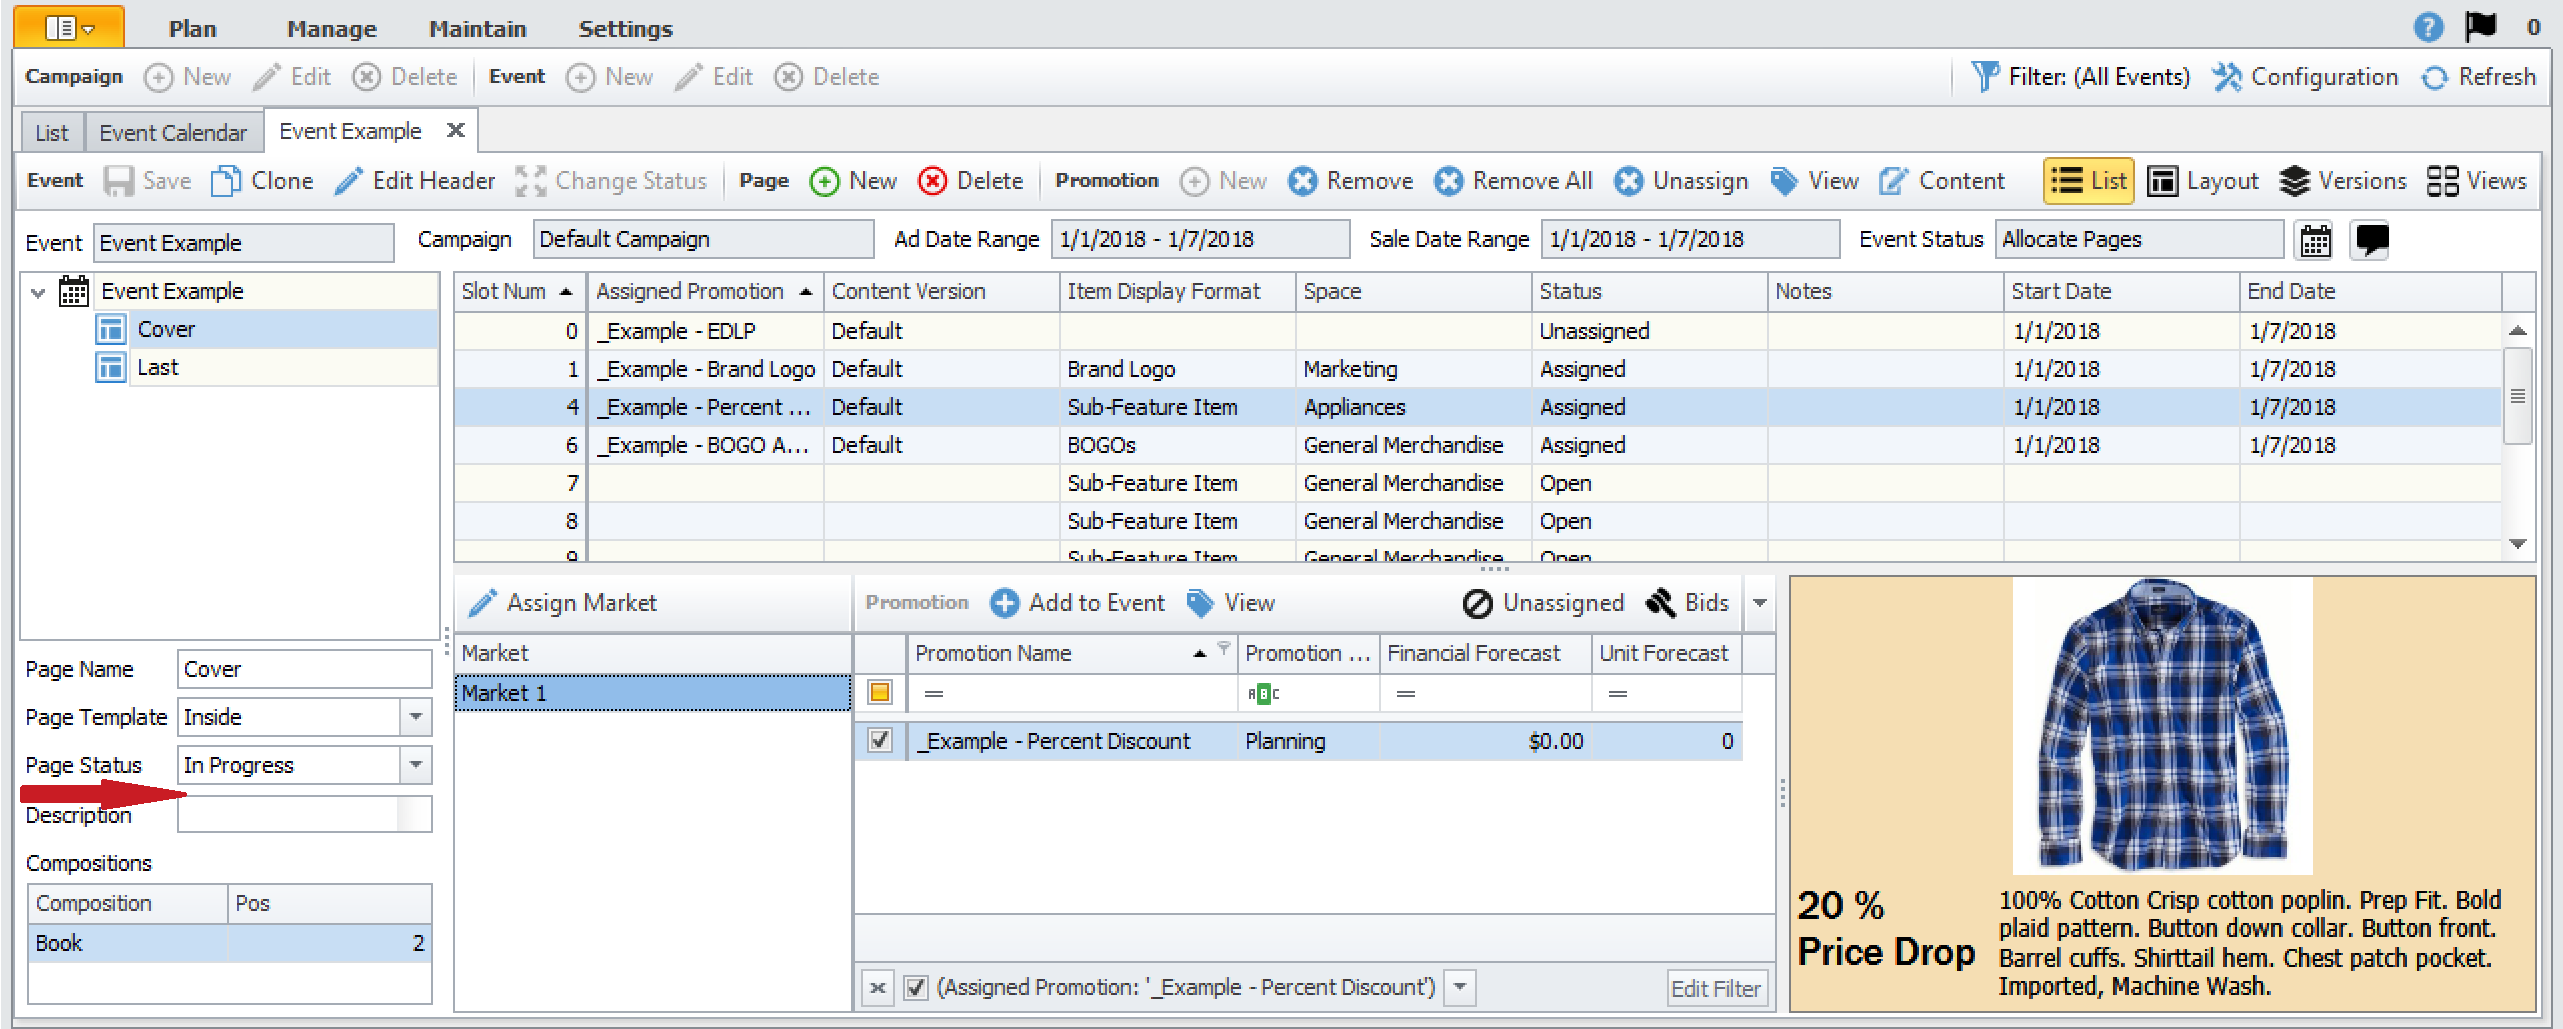 Plan Manage Maintain Settings 0
Campaign New Edit Delete Event New Edit Delete Filter: (All Events) Configuration Refresh
List Event Calendar Event Example
Event Save Clone Edit Header Change Status Page New Delete Promotion New Remove Remove All Unassign View Content List Layout Versions Views
Event Event Example Campaign Default Campaign Ad Date Range 1/1/2018 - 1/7/2018 Sale Date Range 1/1/2018 - 1/7/2018 Event Status Allocate Pages
Event Example
Cover
Last
Slot Num Assigned Promotion Content Version Item Display Format Space Status Notes Start Date End Date
0 _Example - EDLP Default Unassigned 1/1/2018 1/7/2018
1 _Example - Brand Logo Default Brand Logo Marketing Assigned 1/1/2018 1/7/2018
4 _Example - Percent ... Default Sub-Feature Item Appliances Assigned 1/1/2018 1/7/2018
6 _Example - BOGO A... Default BOGOs General Merchandise Assigned 1/1/2018 1/7/2018
7 Sub-Feature Item General Merchandise Open
8 Sub-Feature Item General Merchandise Open
9 Sub-Feature Item General Merchandise Open
Page Name Cover
Page Template Inside
Page Status In Progress
Description
Compositions
Composition Pos
Book 2
Assign Market
Market
Market 1
Promotion Add to Event View Unassigned Bids
Promotion Name Promotion ... Financial Forecast Unit Forecast
= ABC = =
_Example - Percent Discount Planning $0.00 0
(Assigned Promotion: '_Example - Percent Discount') Edit Filter
20 %
Price Drop
100% Cotton Crisp cotton poplin. Prep Fit. Bold
plaid pattern. Button down collar. Button front.
Barrel cuffs. Shirttail hem. Chest patch pocket.
Imported, Machine Wash.